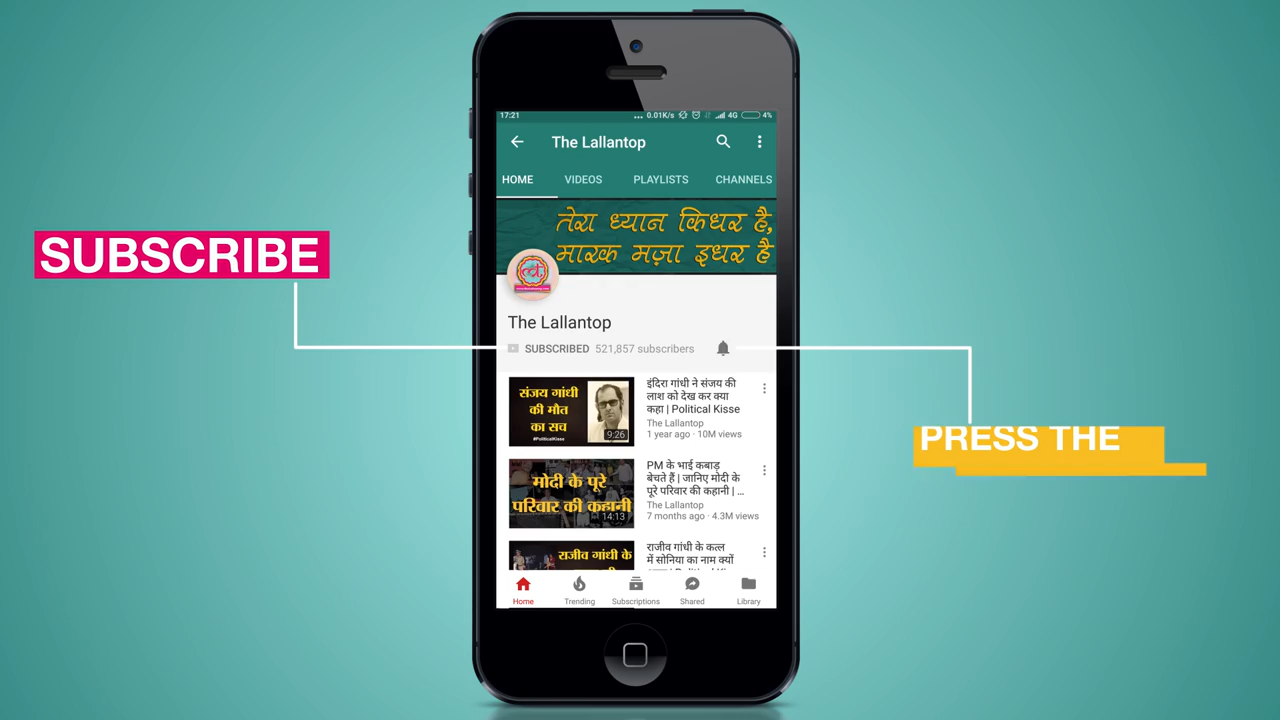 17:21 ... 0.01K/s 4G 4%
The Lallantop
HOME VIDEOS PLAYLISTS CHANNELS
तेरा ध्यान किधर है,
मारक मज़ा इधर है
SUBSCRIBE
The Lallantop
SUBSCRIBED 521,857 subscribers
संजय गांधी
की मौत
का सच
#PoliticalKisse
9:26
इंदिरा गांधी ने संजय की
लाश को देख कर क्या
कहा | Political Kisse
The Lallantop
1 year ago · 10M views
PRESS THE
मोदी के पूरे
परिवार की कहानी
14:13
PM के भाई कबाड़
बेचते हैं | जानिए मोदी के
पूरे परिवार की कहानी | ...
The Lallantop
7 months ago · 4.3M views
राजीव गांधी के
राजीव गांधी के कत्ल
में सोनिया का नाम क्यों
Home Trending Subscriptions Shared Library